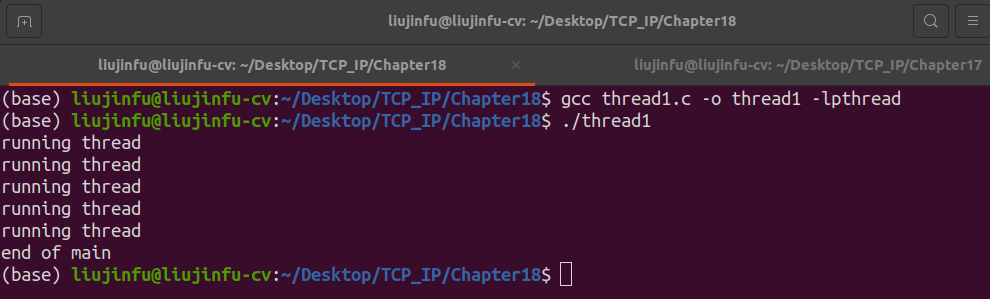 liujinfu@liujinfu-cv: ~/Desktop/TCP_IP/Chapter18
liujinfu@liujinfu-cv: ~/Desktop/TCP_IP/Chapter18 × liujinfu@liujinfu-cv: ~/Desktop/TCP_IP/Chapter17
(base) liujinfu@liujinfu-cv:~/Desktop/TCP_IP/Chapter18$ gcc thread1.c -o thread1 -lpthread
(base) liujinfu@liujinfu-cv:~/Desktop/TCP_IP/Chapter18$ ./thread1
running thread
running thread
running thread
running thread
running thread
end of main
(base) liujinfu@liujinfu-cv:~/Desktop/TCP_IP/Chapter18$